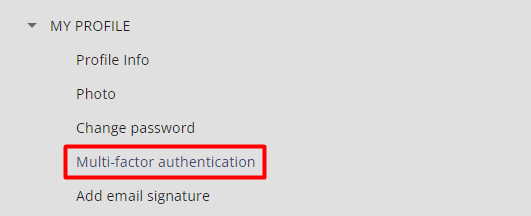 MY PROFILE
Profile Info
Photo
Change password
Multi-factor authentication
Add email signature